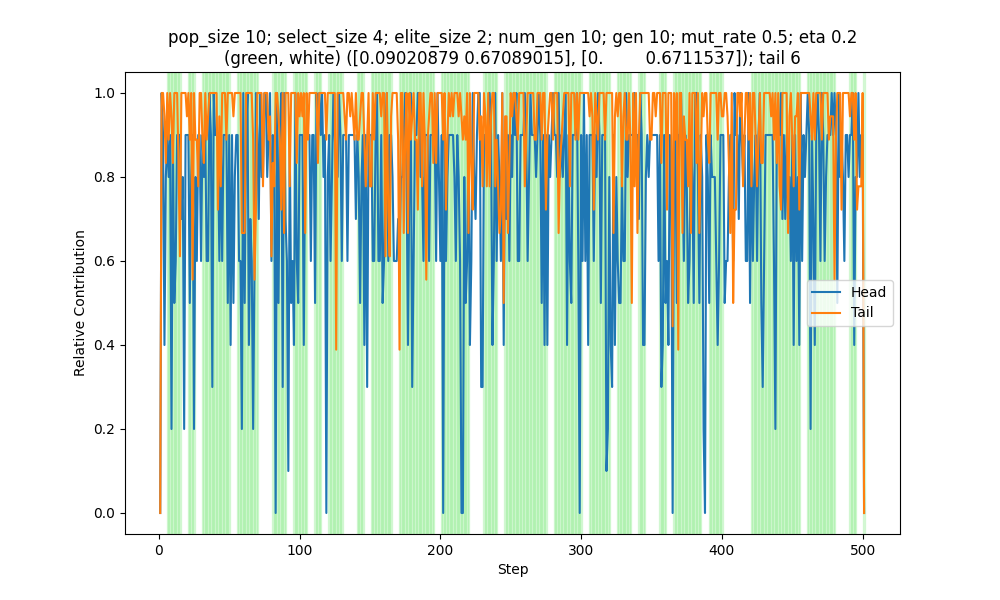 pop_size 10; select_size 4; elite_size 2; num_gen 10; gen 10; mut_rate 0.5; eta 0.2
(green, white) ([0.09020879 0.67089015], [0.         0.6711537]); tail 6
Relative Contribution
1.0
0.8
0.6
0.4
0.2
0.0
Head
Tail
0
100
200
300
400
500
Step